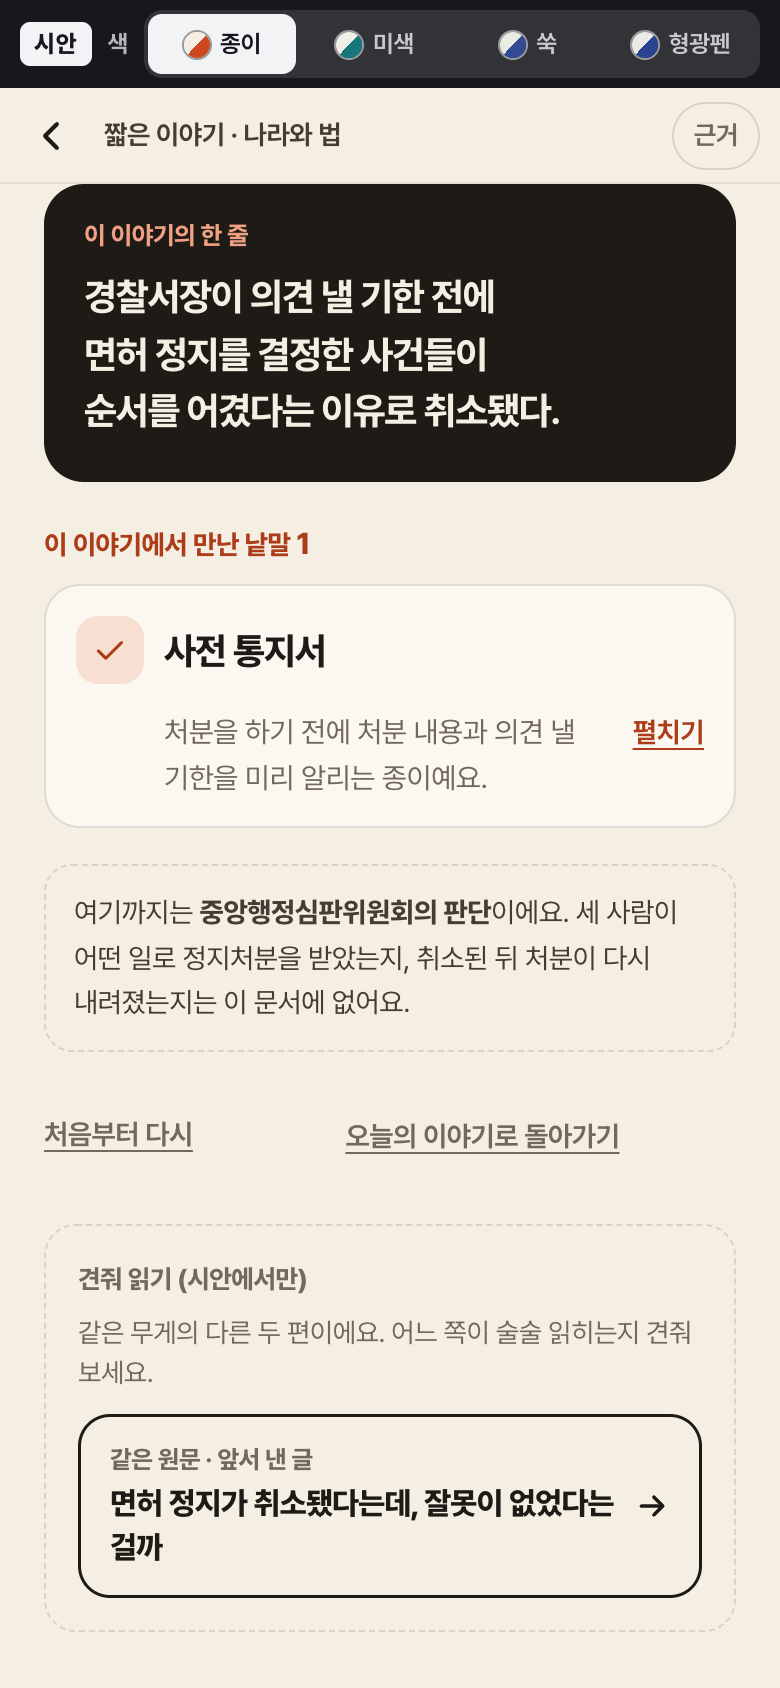 시안 색 종이 미색 쑥 형광펜
짧은 이야기 · 나라와 법 근거
이 이야기의 한 줄
경찰서장이 의견 낼 기한 전에
면허 정지를 결정한 사건들이
순서를 어겼다는 이유로 취소됐다.
이 이야기에서 만난 낱말 1
사전 통지서
처분을 하기 전에 처분 내용과 의견 낼 펼치기
기한을 미리 알리는 종이예요.
여기까지는 중앙행정심판위원회의 판단이에요. 세 사람이
어떤 일로 정지처분을 받았는지, 취소된 뒤 처분이 다시
내려졌는지는 이 문서에 없어요.
처음부터 다시 오늘의 이야기로 돌아가기
견줘 읽기 (시안에서만)
같은 무게의 다른 두 편이에요. 어느 쪽이 술술 읽히는지 견줘
보세요.
같은 원문 · 앞서 낸 글
면허 정지가 취소됐다는데, 잘못이 없었다는
걸까